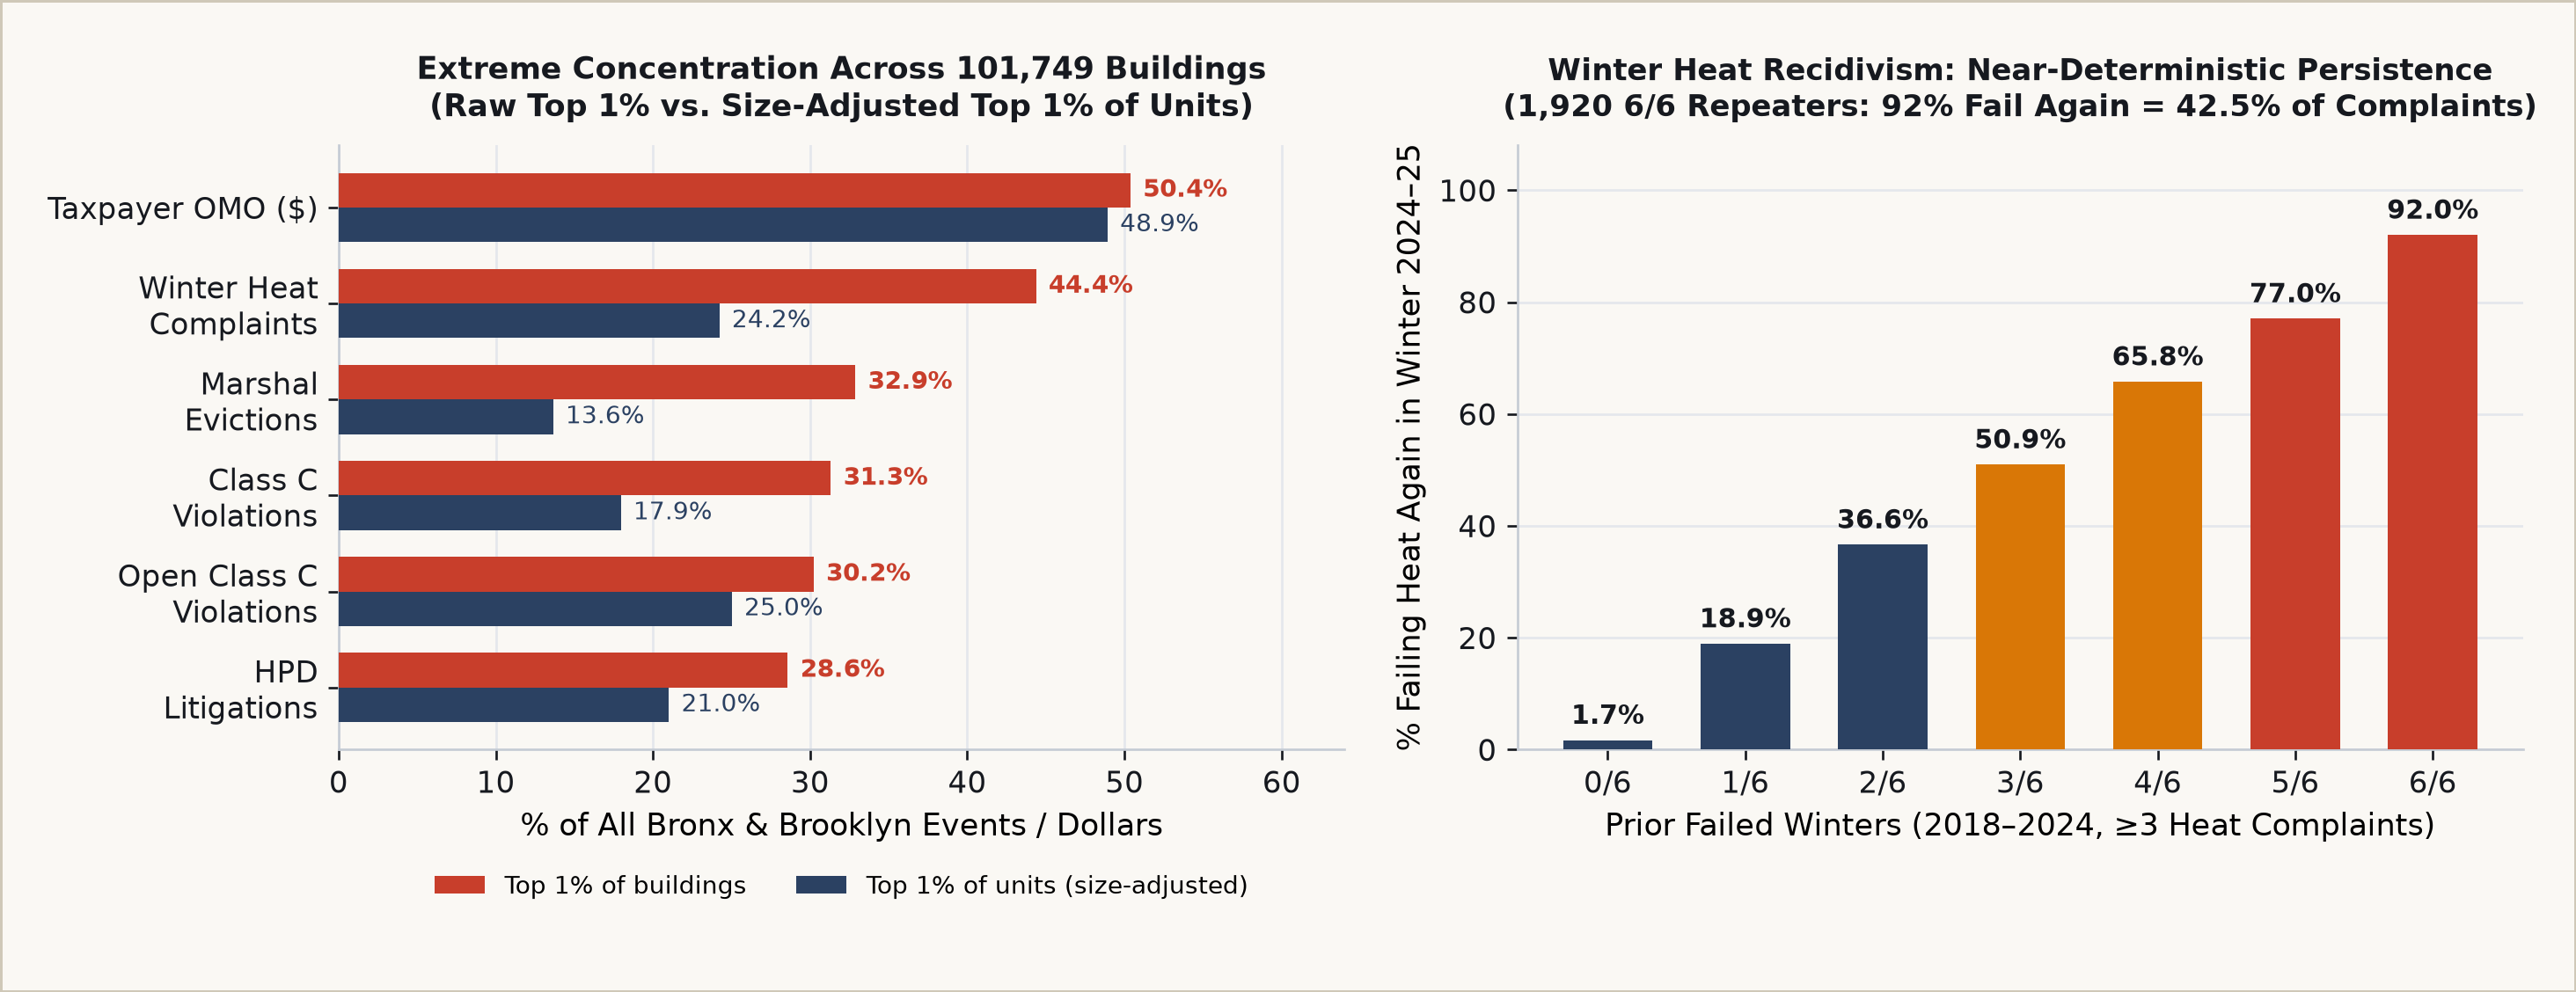 Extreme Concentration Across 101,749 Buildings
(Raw Top 1% vs. Size-Adjusted Top 1% of Units)
Taxpayer OMO ($)
50.4%
48.9%
Winter Heat
Complaints
44.4%
24.2%
Marshal
Evictions
32.9%
13.6%
Class C
Violations
31.3%
17.9%
Open Class C
Violations
30.2%
25.0%
HPD
Litigations
28.6%
21.0%
0 10 20 30 40 50 60
% of All Bronx & Brooklyn Events / Dollars
Top 1% of buildings
Top 1% of units (size-adjusted)
Winter Heat Recidivism: Near-Deterministic Persistence
(1,920 6/6 Repeaters: 92% Fail Again = 42.5% of Complaints)
% Failing Heat Again in Winter 2024–25
100
80
60
40
20
0
1.7%
18.9%
36.6%
50.9%
65.8%
77.0%
92.0%
0/6 1/6 2/6 3/6 4/6 5/6 6/6
Prior Failed Winters (2018–2024, ≥3 Heat Complaints)